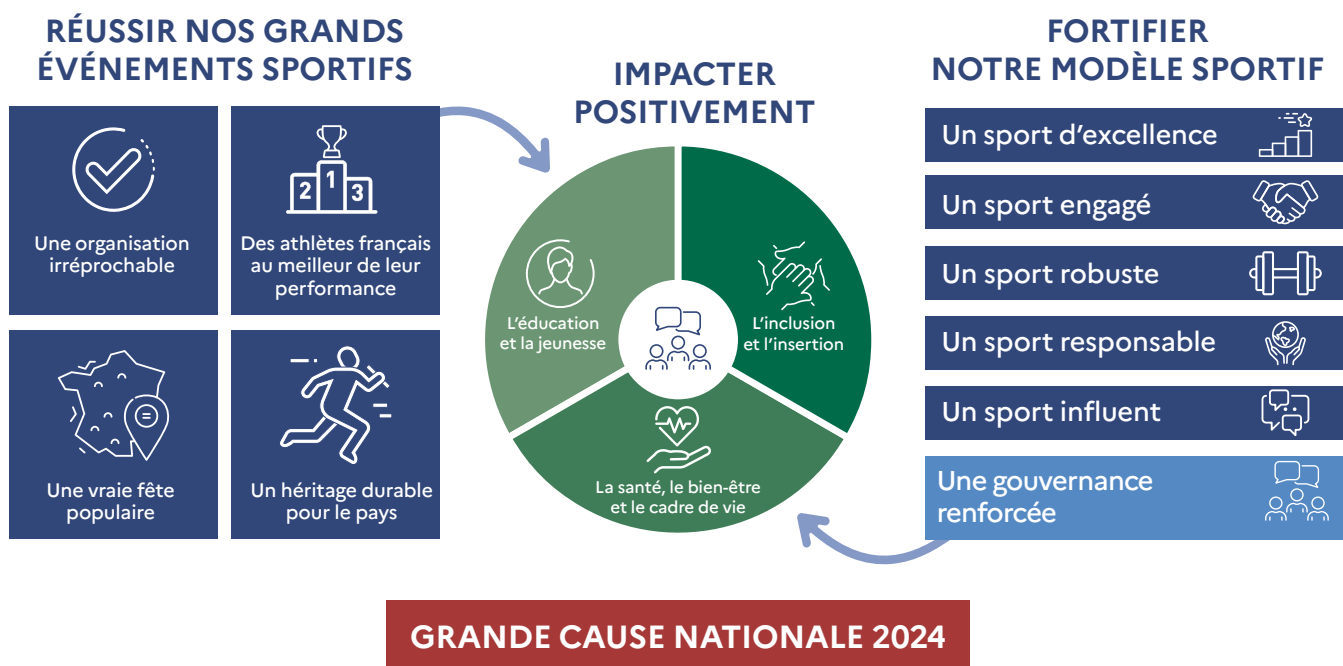 RÉUSSIR NOS GRANDS
ÉVÉNEMENTS SPORTIFS
Une organisation
irréprochable
2 1 3
Des athlètes français
au meilleur de leur
performance
Une vraie fête
populaire
Un héritage durable
pour le pays
IMPACTER
POSITIVEMENT
L'éducation
et la jeunesse
L'inclusion
et l'insertion
La santé, le bien-être
et le cadre de vie
FORTIFIER
NOTRE MODÈLE SPORTIF
Un sport d'excellence
Un sport engagé
Un sport robuste
Un sport responsable
Un sport influent
Une gouvernance
renforcée
GRANDE CAUSE NATIONALE 2024